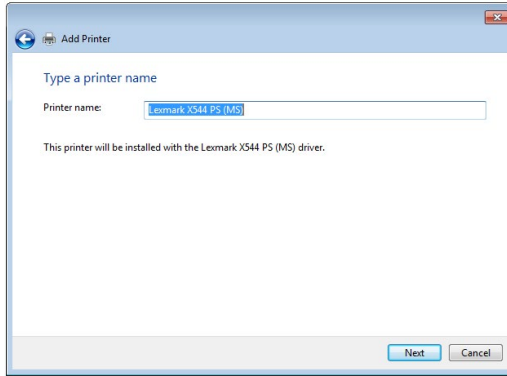 Add Printer
Type a printer name
Printer name: Lexmark X544 PS (MS)
This printer will be installed with the Lexmark X544 PS (MS) driver.
Next Cancel